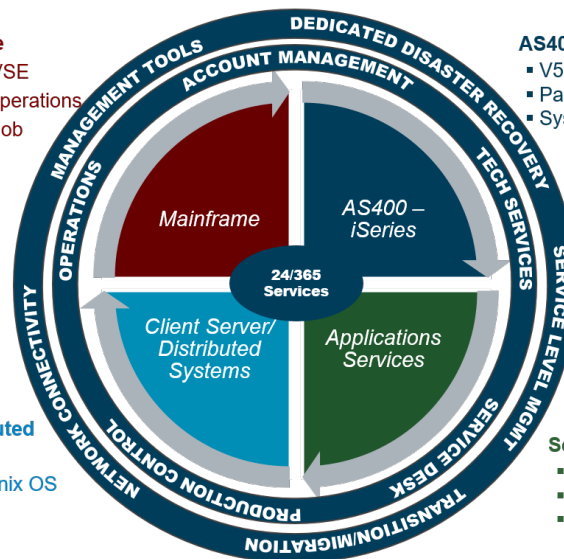 MANAGEMENT TOOLS
DEDICATED DISASTER RECOVERY
SERVICE LEVEL MGMT
TRANSITION/MIGRATION
NETWORK CONNECTIVITY
ACCOUNT MANAGEMENT
TECH SERVICES
SERVICE DESK
PRODUCTION CONTROL
OPERATIONS
Mainframe
AS400 –
iSeries
24/365
Services
Client Server/
Distributed
Systems
Applications
Services
e
VSE
perations
ob
AS40
▪ V5
▪ Pa
▪ Sys
uted
nix OS
Se
▪
▪
▪